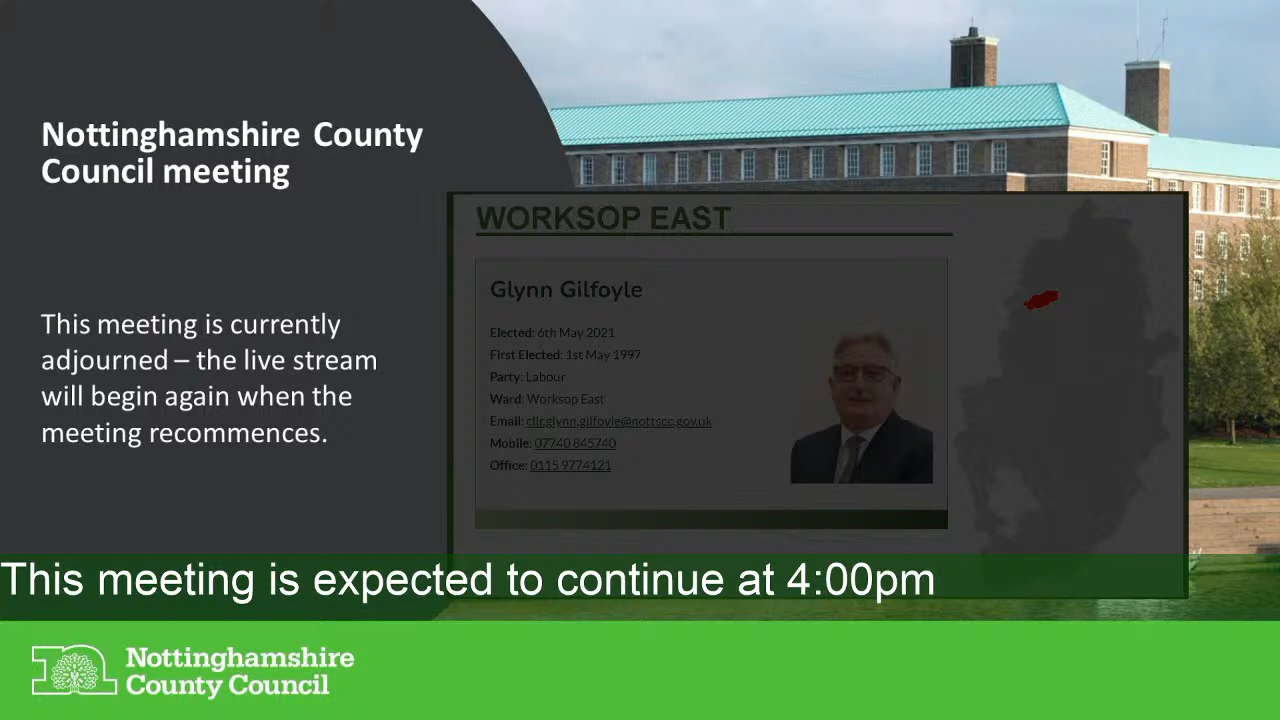 Nottinghamshire County
Council meeting
This meeting is currently
adjourned – the live stream
will begin again when the
meeting recommences.
WORKSOP EAST
Glynn Gilfoyle
Elected: 6th May 2021
First Elected: 1st May 1997
Party: Labour
Ward: Worksop East
Email: cllr.glynn.gilfoyle@nottscc.gov.uk
Mobile: 07740 845740
Office: 0115 9774121
This meeting is expected to continue at 4:00pm
Nottinghamshire
County Council